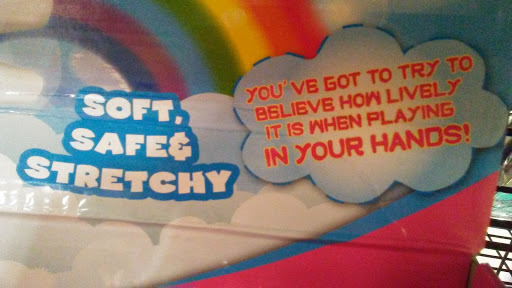 SOFT,
SAFE&
STRETCHY
YOU'VE GOT TO TRY TO
BELIEVE HOW LIVELY
IT IS WHEN PLAYING
IN YOUR HANDS!